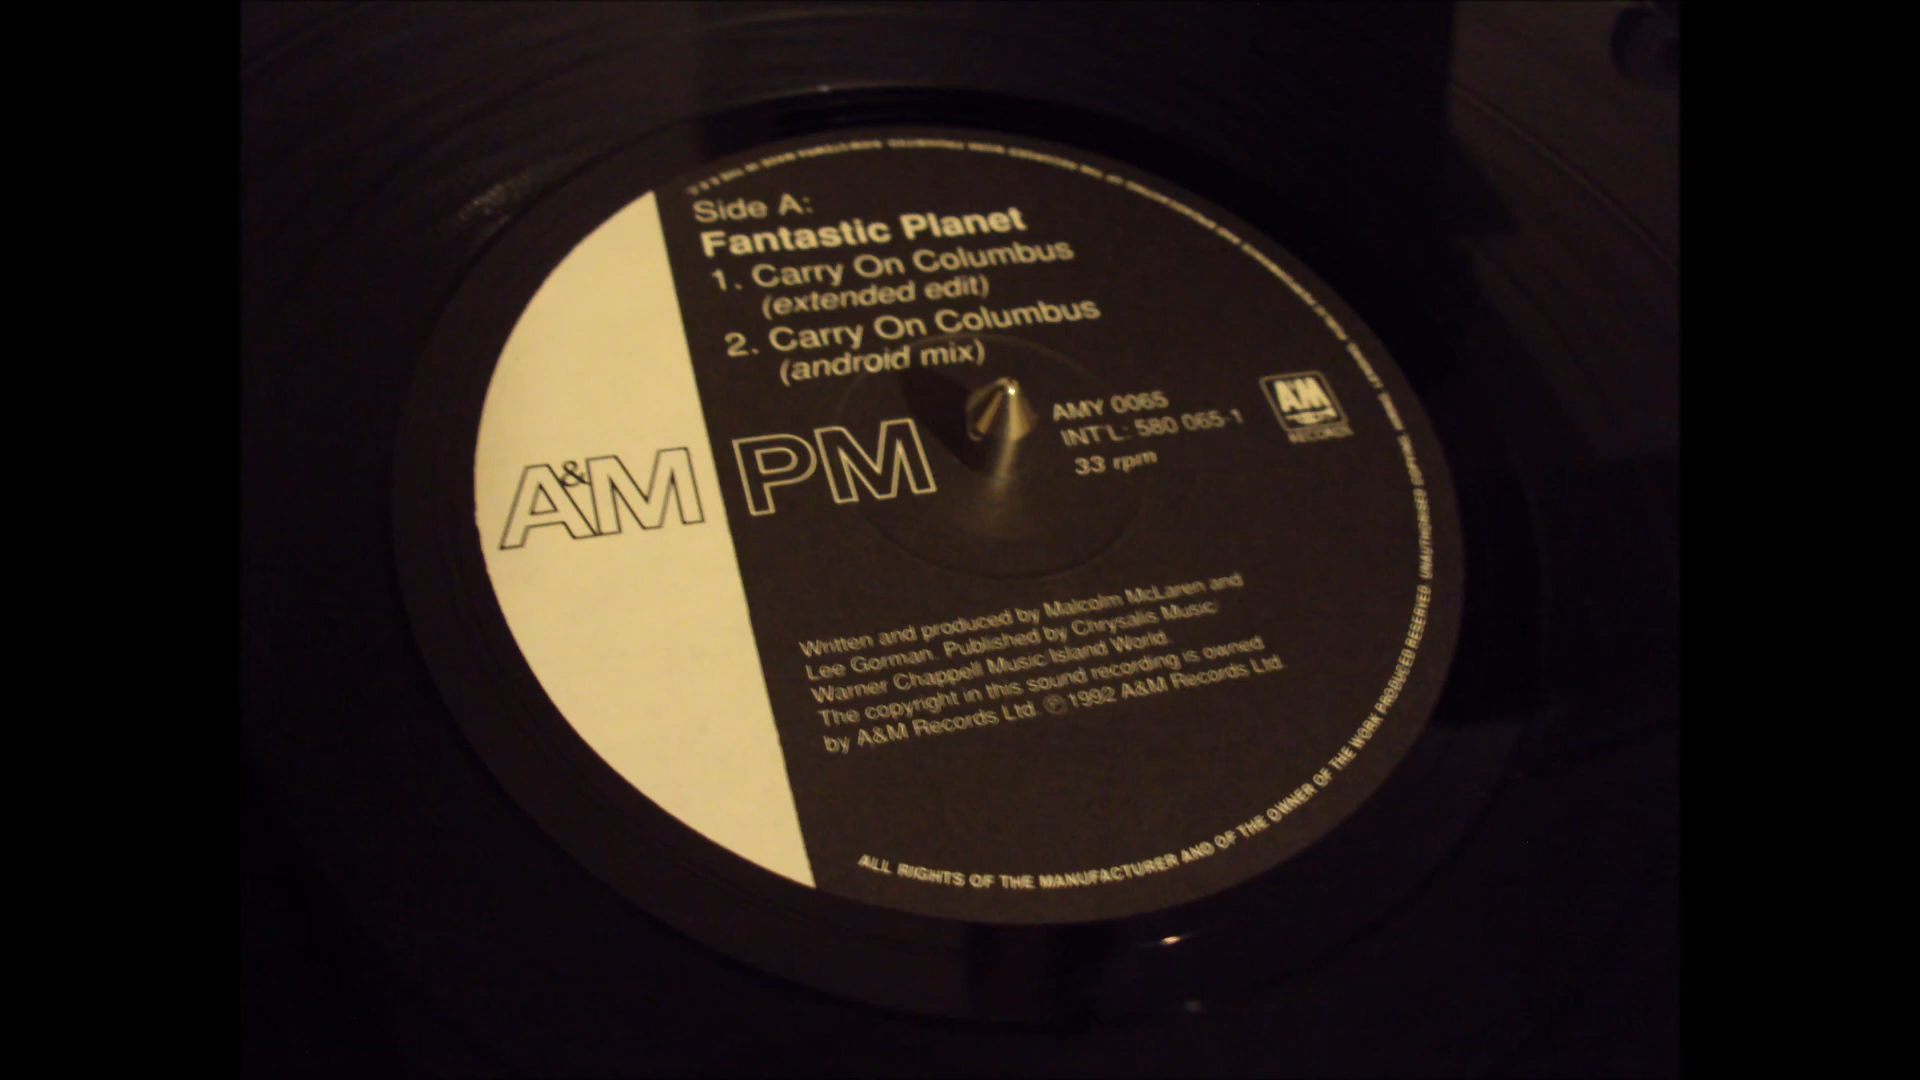 Side A:
Fantastic Planet
1. Carry On Columbus
(extended edit)
2. Carry On Columbus
(android mix)
A&M PM
AMY 0065
INT'L: 580 065-1
33 rpm
A&M
RECORDS
Written and produced by Malcolm McLaren and
Lee Gorman. Published by Chrysalis Music
Warner Chappell Music Island World.
The copyright in this sound recording is owned
by A&M Records Ltd. ℗ 1992 A&M Records Ltd.
ALL RIGHTS OF THE MANUFACTURER AND OF THE OWNER OF THE WORK PRODUCED RESERVED UNAUTHORISED